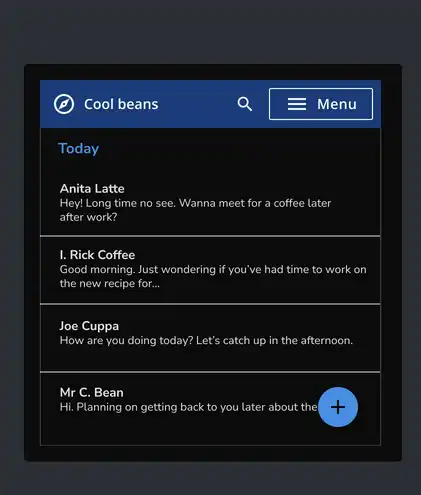 Cool beans
Menu
Today
Anita Latte
Hey! Long time no see. Wanna meet for a coffee later
after work?
I. Rick Coffee
Good morning. Just wondering if you've had time to work on
the new recipe for...
Joe Cuppa
How are you doing today? Let's catch up in the afternoon.
Mr C. Bean
Hi. Planning on getting back to you later about the